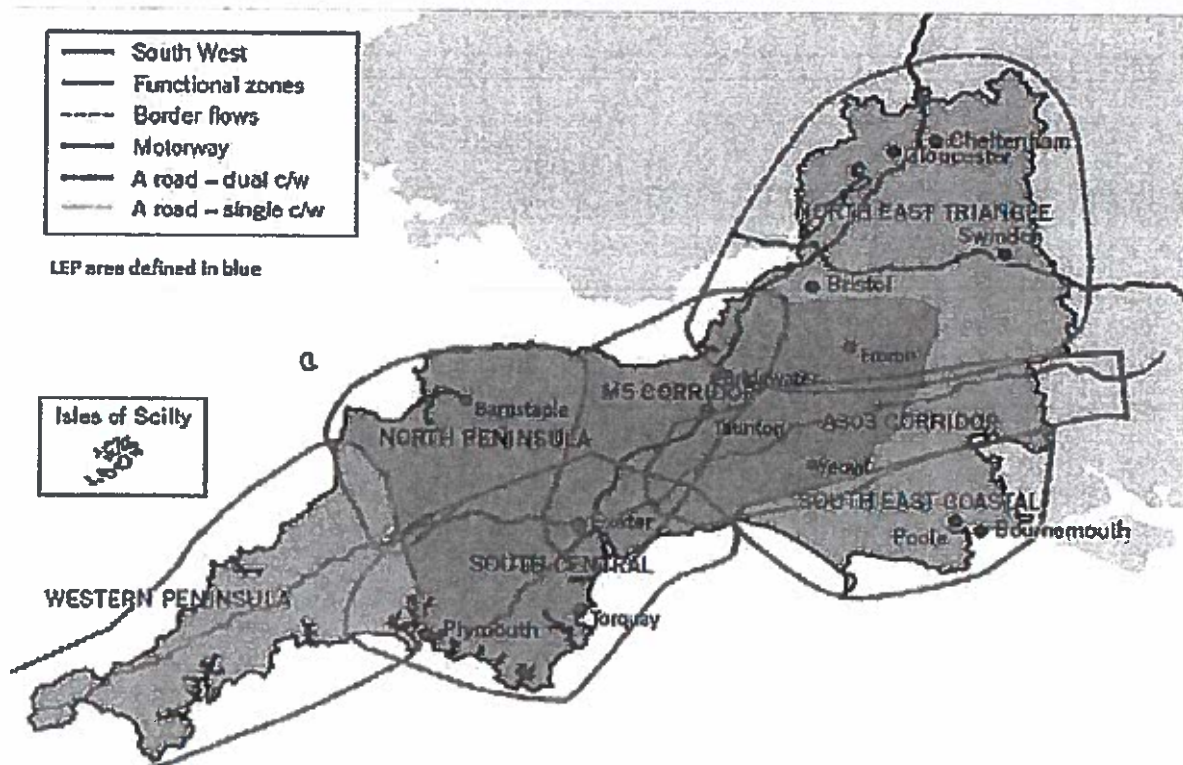 South West
Functional zones
Border flows
Motorway
A road – dual c/w
A road – single c/w
LEP area defined in blue
Cheltenham
Gloucester
NORTH EAST TRIANGLE
Swindon
Bristol
Frome
a
Bridgwater
M5 CORRIDOR
Isles of Scilly
Barnstaple
Taunton
A303 CORRIDOR
NORTH PENINSULA
Yeovil
SOUTH EAST COASTAL
Exeter
Poole
Bournemouth
SOUTH CENTRAL
WESTERN PENINSULA
Torquay
Plymouth